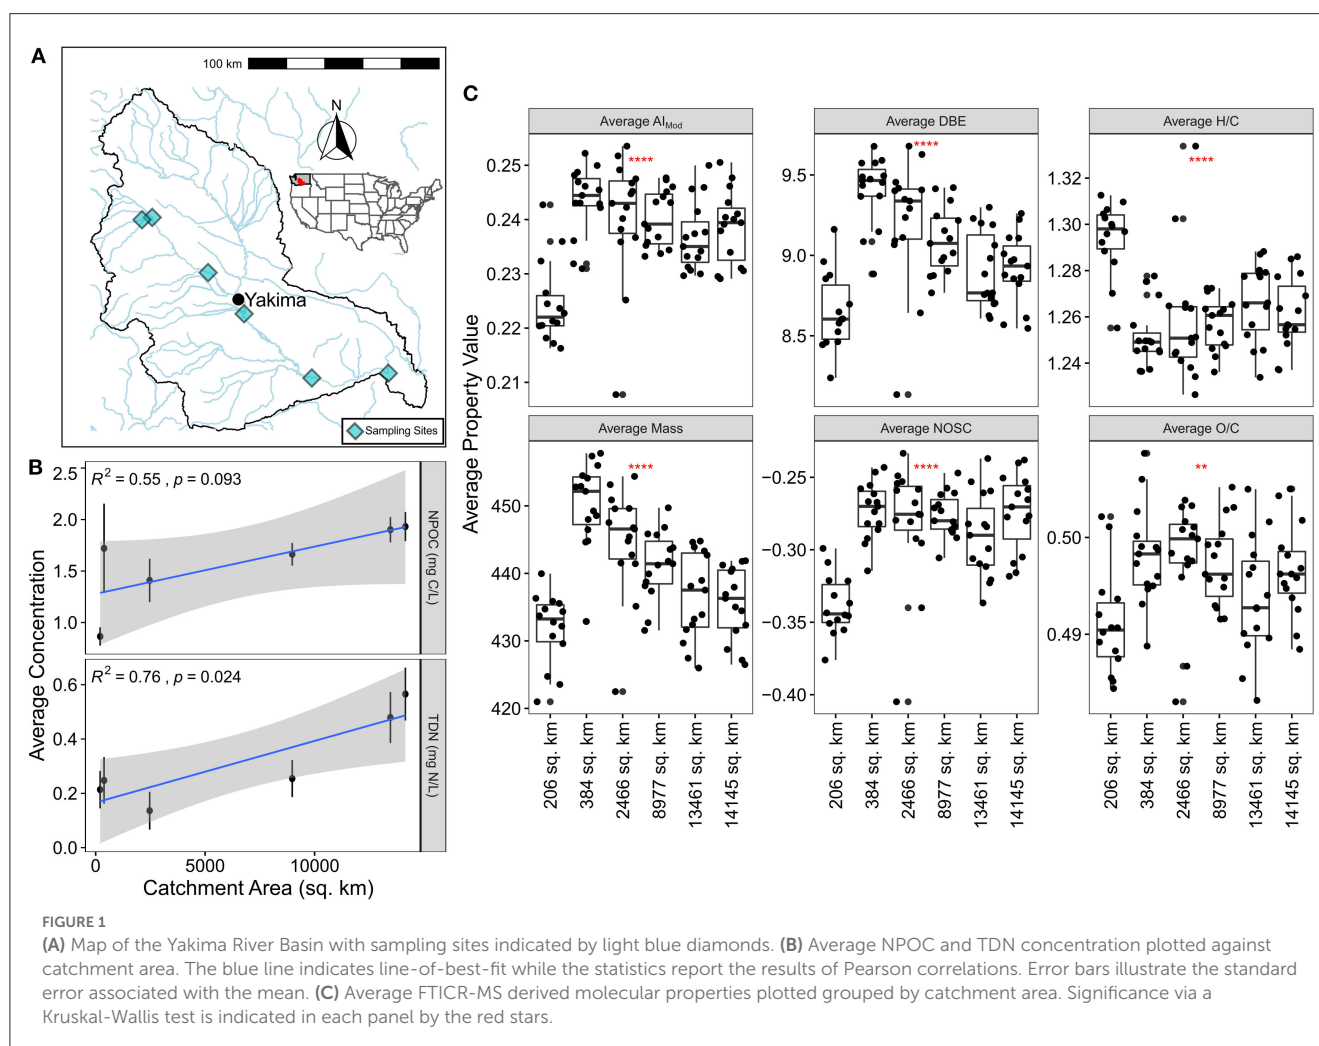 A
100 km
N
Yakima
Sampling Sites
B
Average Concentration
2.5
2.0
1.5
1.0
R² = 0.55 , p = 0.093
NPOC (mg C/L)
0.6
0.4
0.2
0.0
R² = 0.76 , p = 0.024
TDN (mg N/L)
0
5000
10000
Catchment Area (sq. km)
C
Average Property Value
Average AI_Mod
0.25
0.24
0.23
0.22
0.21
****
Average DBE
9.5
9.0
8.5
****
Average H/C
1.32
1.30
1.28
1.26
1.24
****
Average Mass
450
440
430
420
****
Average NOSC
−0.25
−0.30
−0.35
−0.40
****
Average O/C
0.50
0.49
**
206 sq. km
384 sq. km
2466 sq. km
8977 sq. km
13461 sq. km
14145 sq. km
206 sq. km
384 sq. km
2466 sq. km
8977 sq. km
13461 sq. km
14145 sq. km
206 sq. km
384 sq. km
2466 sq. km
8977 sq. km
13461 sq. km
14145 sq. km
FIGURE 1
(A) Map of the Yakima River Basin with sampling sites indicated by light blue diamonds. (B) Average NPOC and TDN concentration plotted against
catchment area. The blue line indicates line-of-best-fit while the statistics report the results of Pearson correlations. Error bars illustrate the standard
error associated with the mean. (C) Average FTICR-MS derived molecular properties plotted grouped by catchment area. Significance via a
Kruskal-Wallis test is indicated in each panel by the red stars.